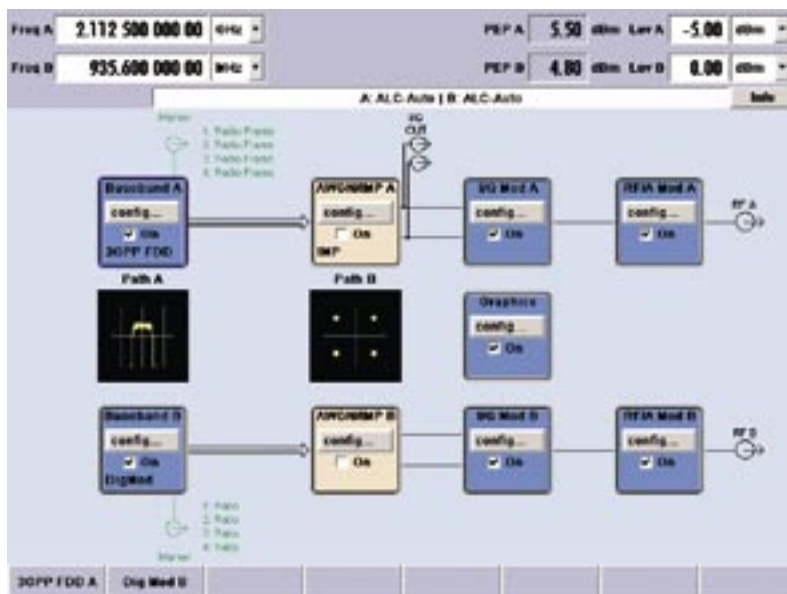 Freq A 2.112 500 000 00 GHz PEP A 5.50 dBm Lev A -5.00 dBm
Freq B 935.600 000 00 MHz PEP B 4.80 dBm Lev B 0.00 dBm
A: ALC-Auto | B: ALC-Auto Info
Marker
1: Radio Frame
2: Radio Frame
3: Radio Frame
4: Radio Frame
I/Q OUT
Baseband A
config...
On
3GPP FDD
AWGN/IMP A
config...
On
IMP
I/Q Mod A
config...
On
RF/A Mod A
config...
On
RF A
Path A
Path B
Graphics
config...
On
Baseband B
config...
On
DigMod
AWGN/IMP B
config...
On
I/Q Mod B
config...
On
RF/A Mod B
config...
On
RF B
1: Ratio
2: Ratio
3: Ratio
4: Ratio
Marker
3GPP FDD A Dig Mod B